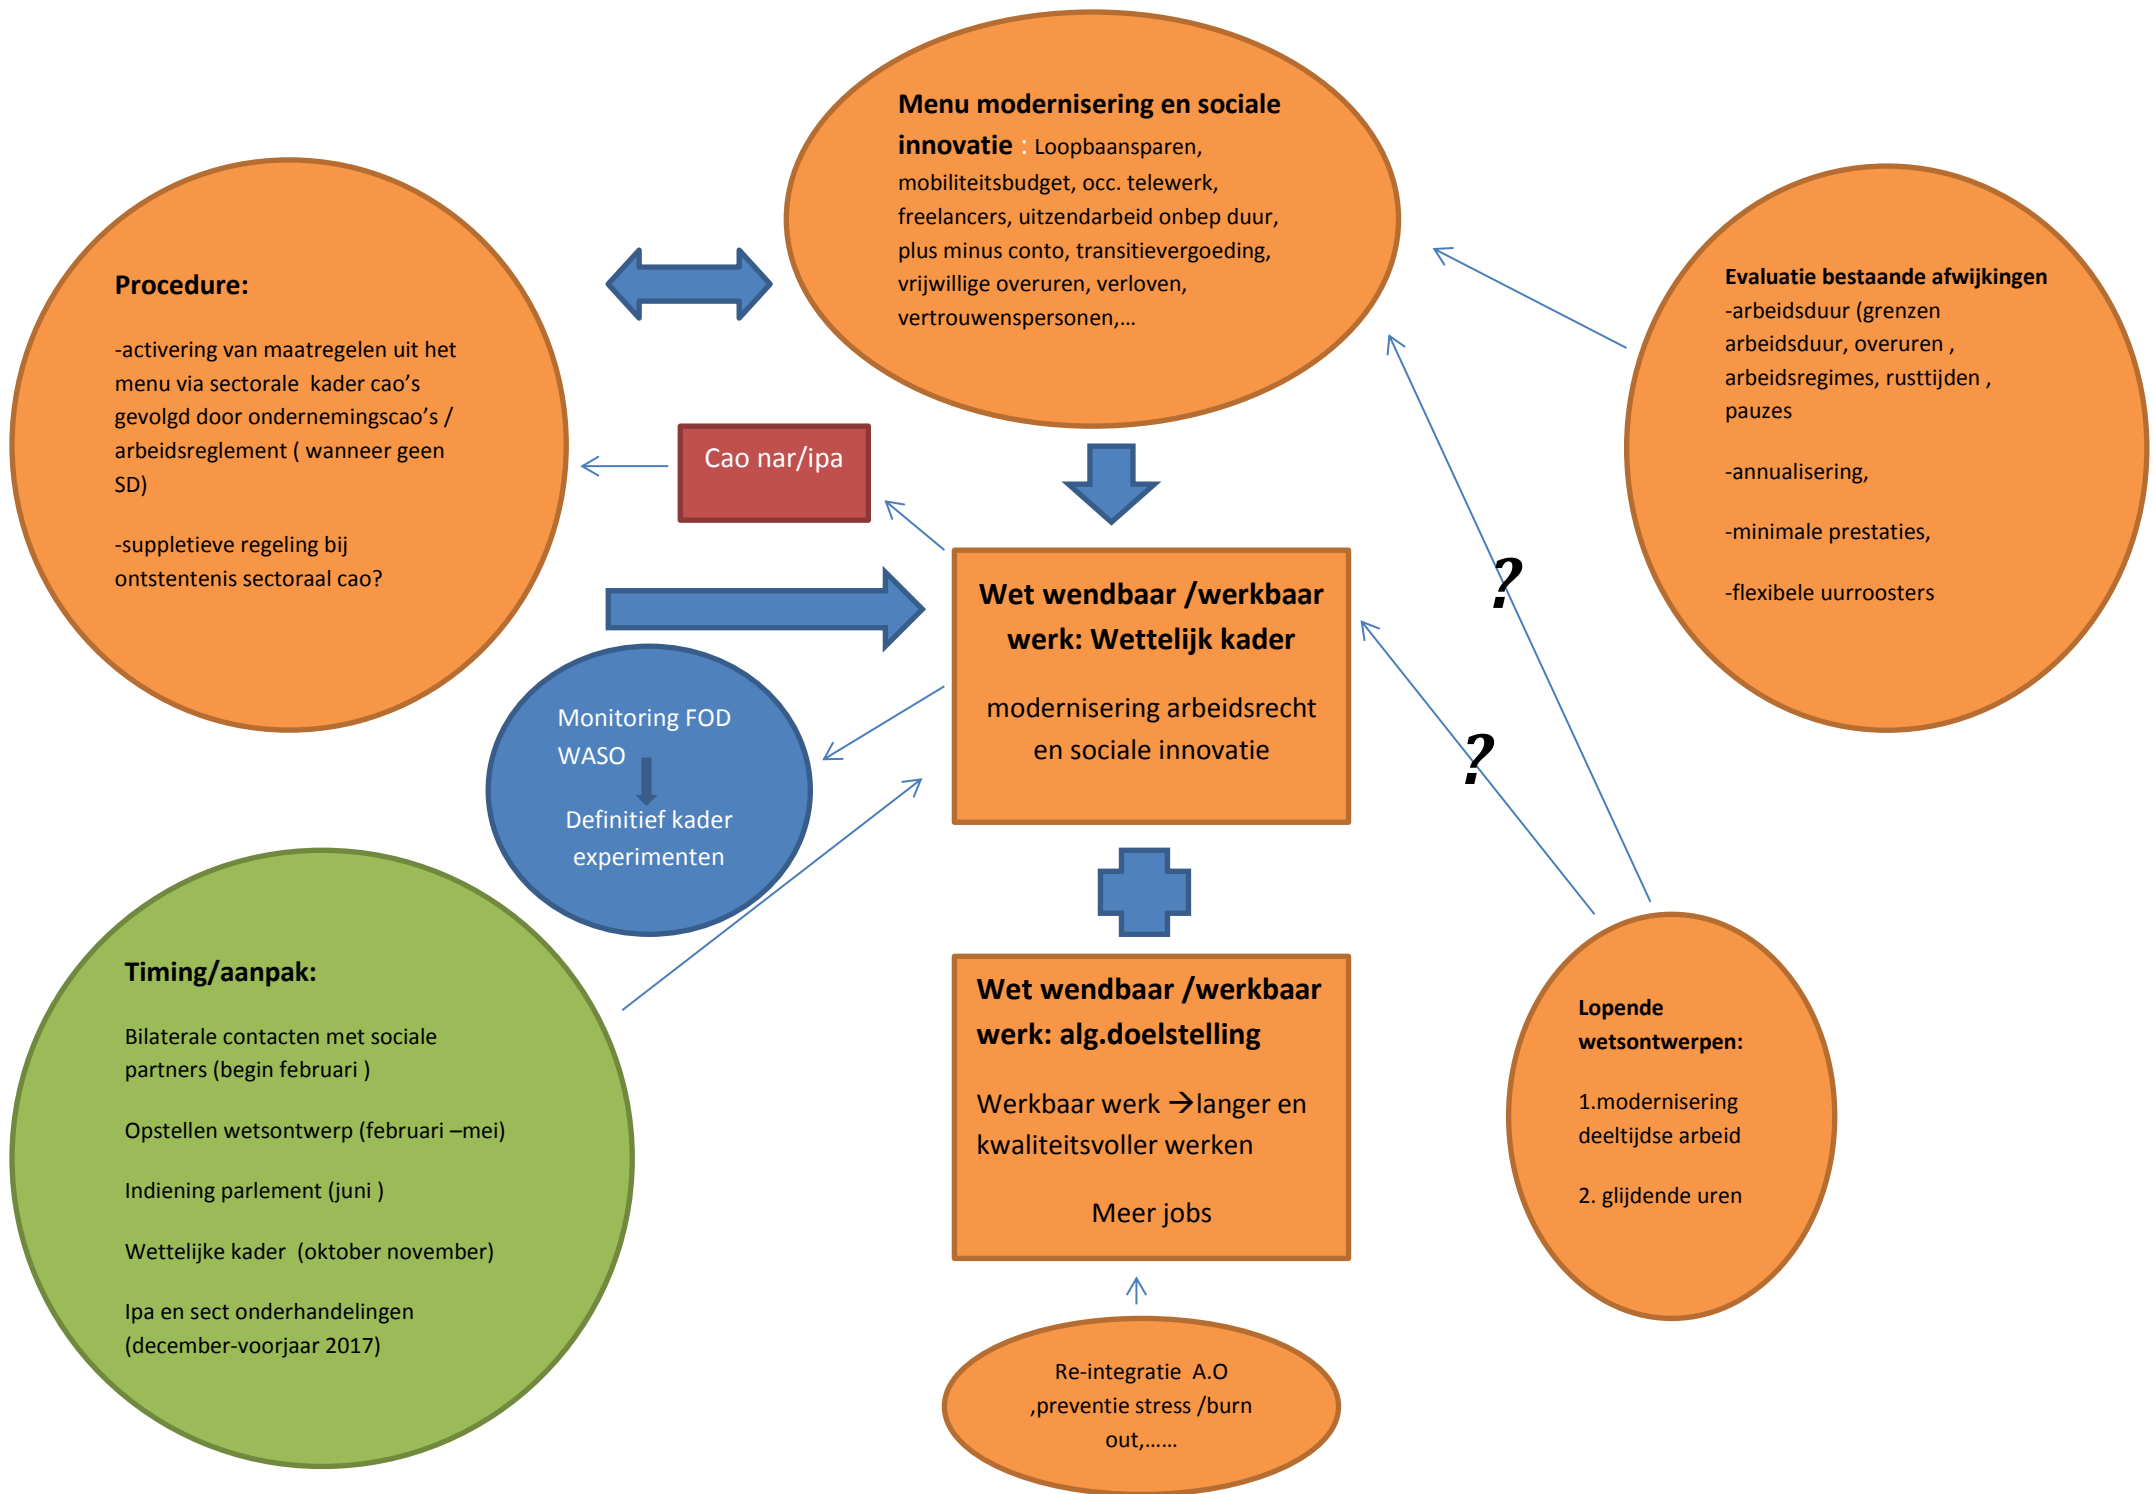 Menu modernisering en sociale
innovatie : Loopbaansparen,
mobiliteitsbudget, occ. telewerk,
freelancers, uitzendarbeid onbep duur,
plus minus conto, transitievergoeding,
vrijwillige overuren, verloven,
vertrouwenspersonen,...
Procedure:
-activering van maatregelen uit het
menu via sectorale  kader cao's
gevolgd door ondernemingscao's /
arbeidsreglement ( wanneer geen
SD)
-suppletieve regeling bij
ontstentenis sectoraal cao?
Evaluatie bestaande afwijkingen
-arbeidsduur (grenzen
arbeidsduur, overuren ,
arbeidsregimes, rusttijden ,
pauzes
-annualisering,
-minimale prestaties,
-flexibele uurroosters
Cao nar/ipa
Wet wendbaar /werkbaar
werk: Wettelijk kader
modernisering arbeidsrecht
en sociale innovatie
?
?
Monitoring FOD
WASO
Definitief kader
experimenten
Timing/aanpak:
Bilaterale contacten met sociale
partners (begin februari )
Opstellen wetsontwerp (februari –mei)
Indiening parlement (juni )
Wettelijke kader  (oktober november)
Ipa en sect onderhandelingen
(december-voorjaar 2017)
Wet wendbaar /werkbaar
werk: alg.doelstelling
Werkbaar werk →langer en
kwaliteitsvoller werken
Meer jobs
Lopende
wetsontwerpen:
1.modernisering
deeltijdse arbeid
2. glijdende uren
Re-integratie  A.O
,preventie stress /burn
out,......